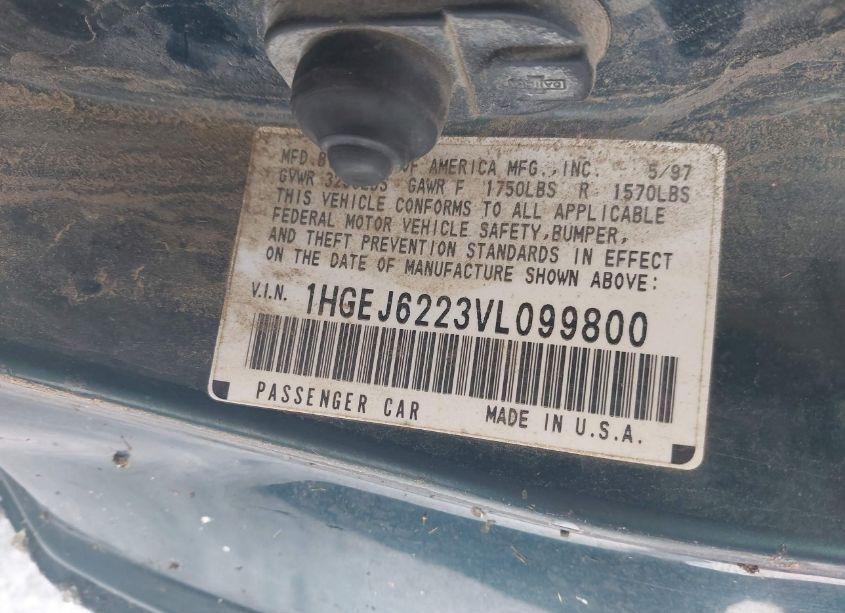 MFD OF AMERICA MFG., INC. 5/97
GVWR GAWR F 1750LBS R 1570LBS
THIS VEHICLE CONFORMS TO ALL APPLICABLE
FEDERAL MOTOR VEHICLE SAFETY, BUMPER,
AND THEFT PREVENTION STANDARDS IN EFFECT
ON THE DATE OF MANUFACTURE SHOWN ABOVE:
V.I.N. 1HGEJ6223VL099800
PASSENGER CAR MADE IN U.S.A.